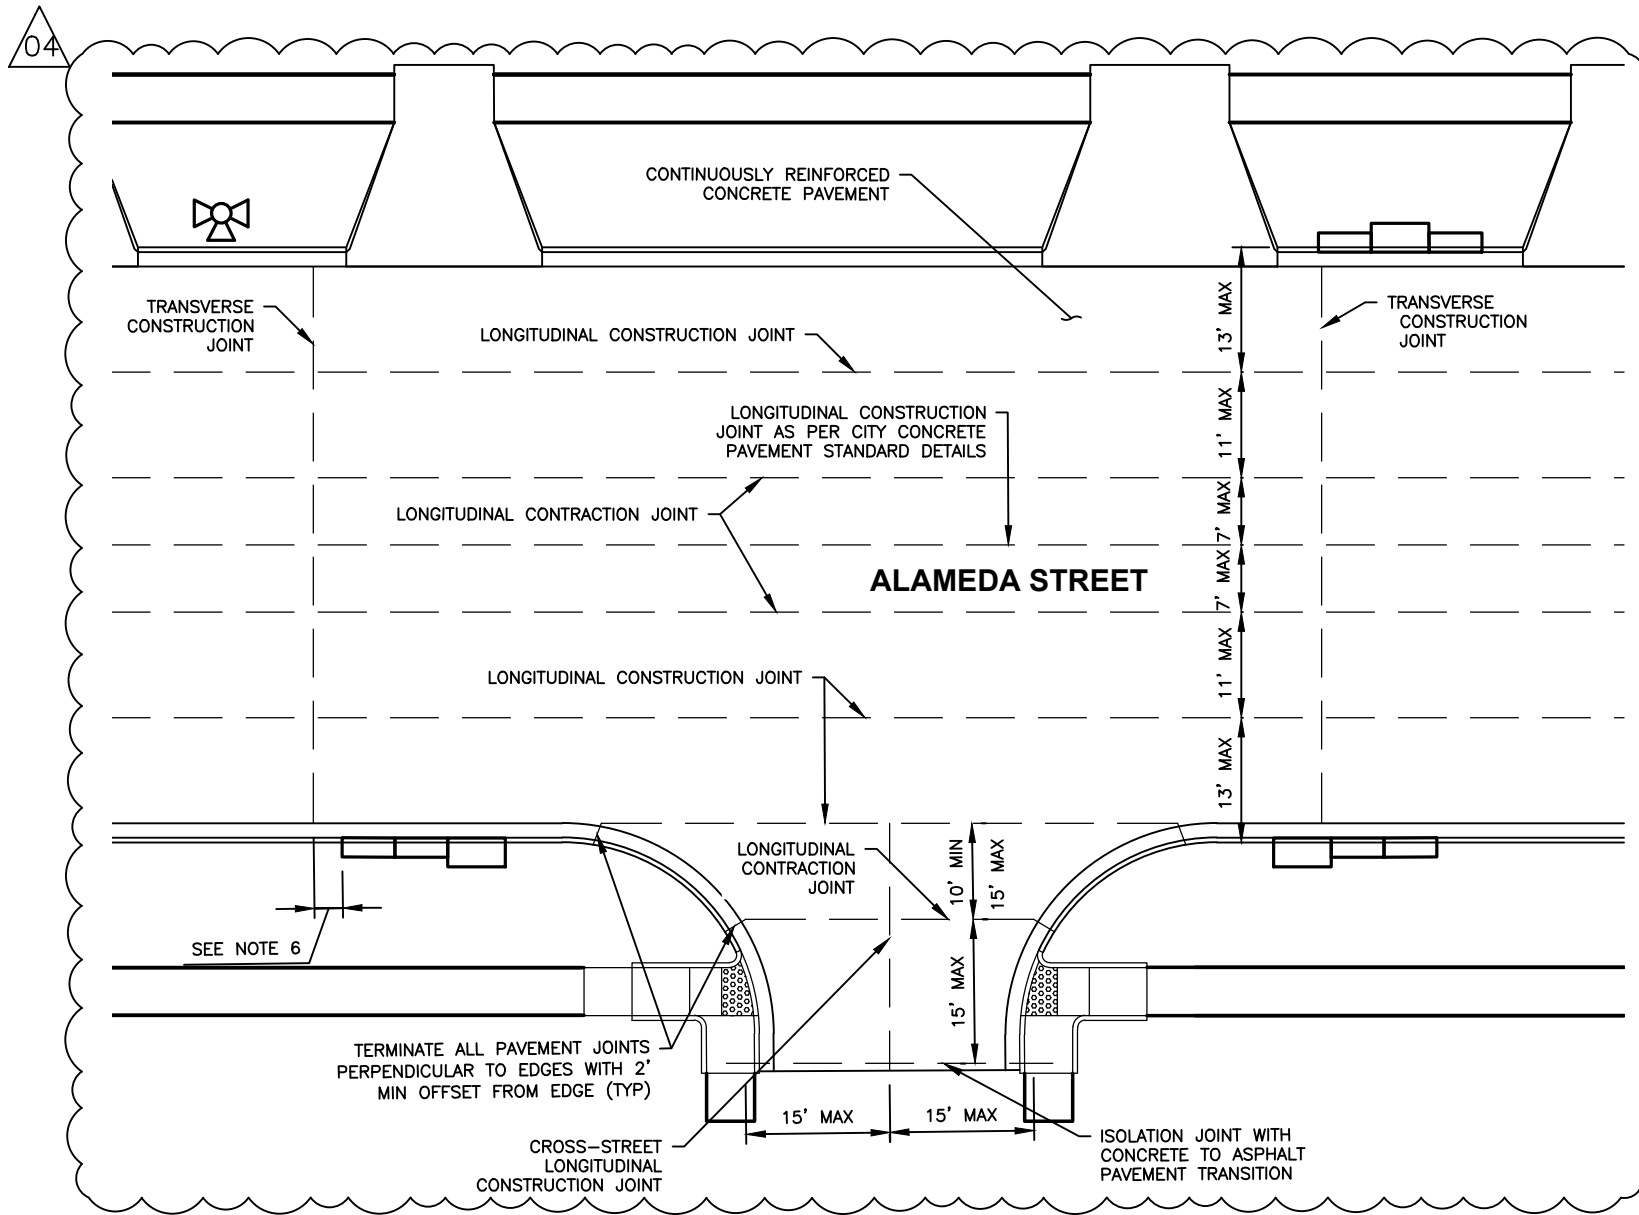 04
CONTINUOUSLY REINFORCED
CONCRETE PAVEMENT
TRANSVERSE
CONSTRUCTION
JOINT
LONGITUDINAL CONSTRUCTION JOINT
13' MAX
TRANSVERSE
CONSTRUCTION
JOINT
LONGITUDINAL CONSTRUCTION
JOINT AS PER CITY CONCRETE
PAVEMENT STANDARD DETAILS
11' MAX
LONGITUDINAL CONTRACTION JOINT
7' MAX
ALAMEDA STREET
7' MAX
LONGITUDINAL CONSTRUCTION JOINT
11' MAX
13' MAX
LONGITUDINAL
CONTRACTION
JOINT
10' MIN
15' MAX
SEE NOTE 6
15' MAX
TERMINATE ALL PAVEMENT JOINTS
PERPENDICULAR TO EDGES WITH 2'
MIN OFFSET FROM EDGE (TYP)
15' MAX
15' MAX
CROSS-STREET
LONGITUDINAL
CONSTRUCTION JOINT
ISOLATION JOINT WITH
CONCRETE TO ASPHALT
PAVEMENT TRANSITION